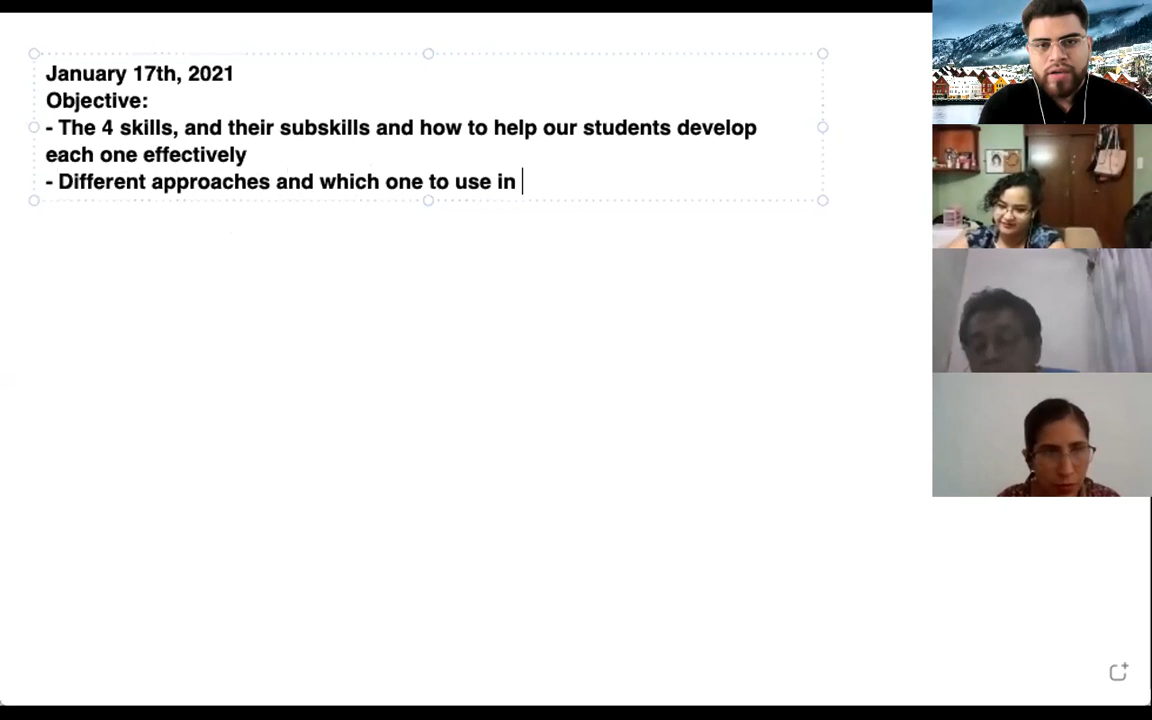 January 17th, 2021
Objective:
- The 4 skills, and their subskills and how to help our students develop
each one effectively
- Different approaches and which one to use in